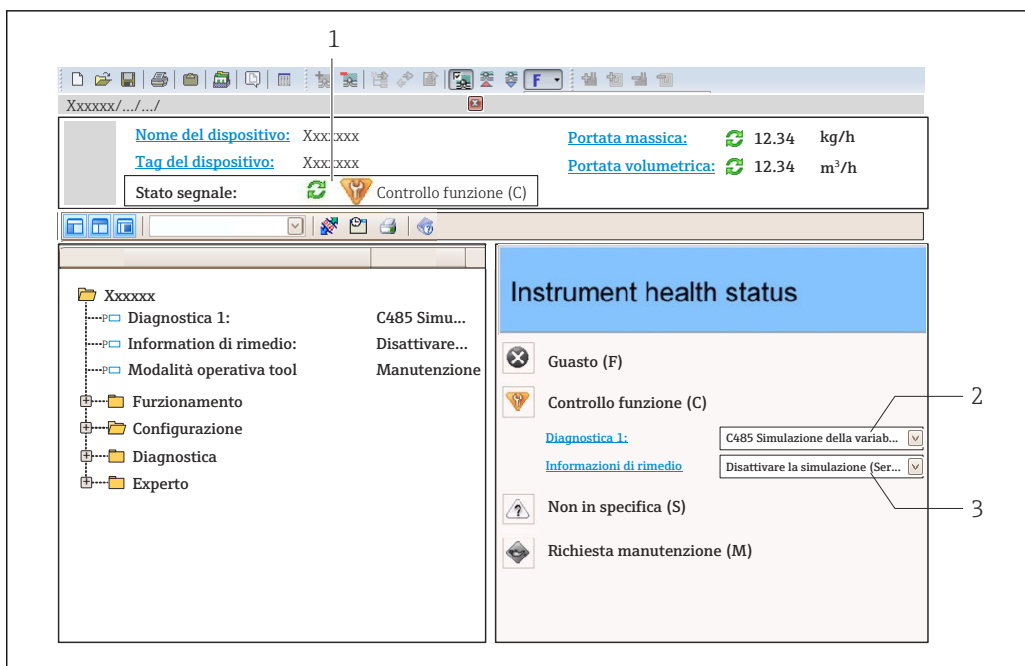 1
F
Xxxxxx/.../.../
Nome del dispositivo: Xxxxxxx
Portata massica: 12.34 kg/h
Tag del dispositivo: Xxxxxxx
Portata volumetrica: 12.34 m³/h
Stato segnale: Controllo funzione (C)
Xxxxxx
P Diagnostica 1: C485 Simu...
P Information di rimedio: Disattivare...
P Modalità operativa tool Manutenzione
Furzionamento
Configurazione
Diagnostica
Experto
Instrument health status
Guasto (F)
Controllo funzione (C)
2
Diagnostica 1: C485 Simulazione della variab...
Informazioni di rimedio Disattivare la simulazione (Ser...
3
Non in specifica (S)
Richiesta manutenzione (M)